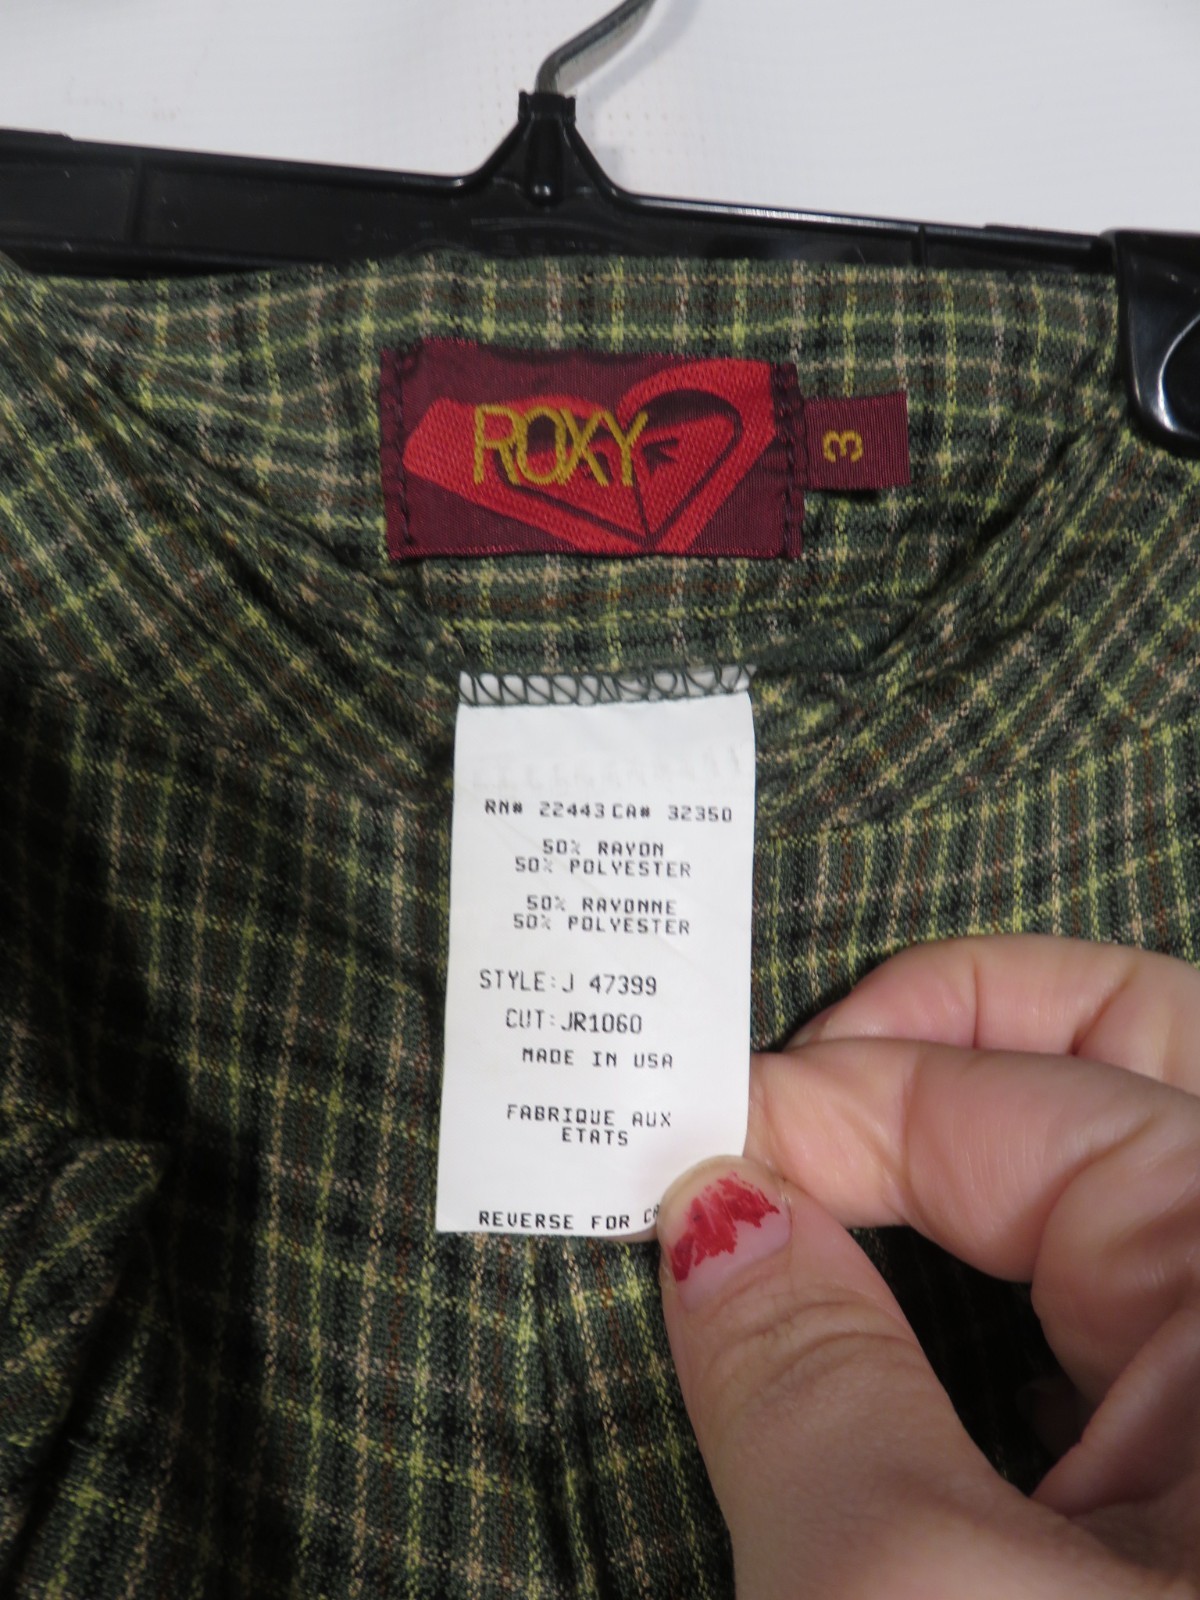 ROXY
3
RN# 22443 CA# 32350
50% RAYON
50% POLYESTER
50% RAYONNE
50% POLYESTER
STYLE:J 47399
CUT:JR1060
MADE IN USA
FABRIQUE AUX
ETATS
REVERSE FOR